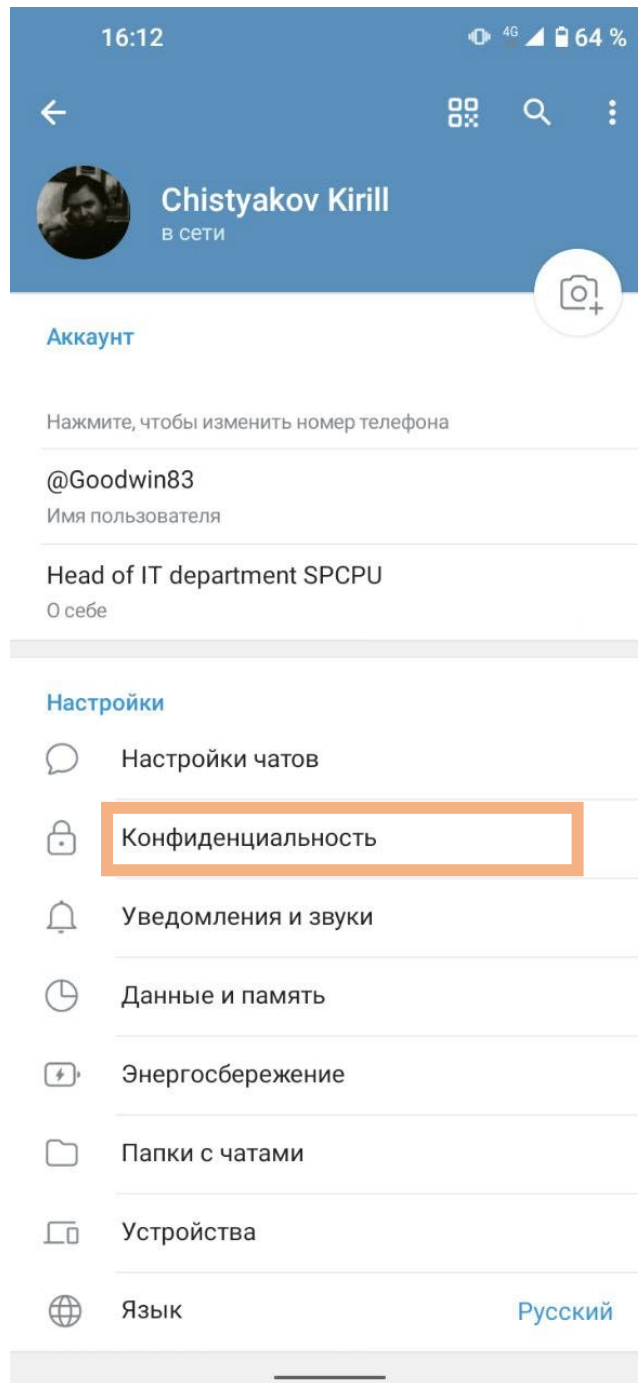 16:12 4G 64 %
Chistyakov Kirill
в сети
Аккаунт
Нажмите, чтобы изменить номер телефона
@Goodwin83
Имя пользователя
Head of IT department SPCPU
О себе
Настройки
Настройки чатов
Конфиденциальность
Уведомления и звуки
Данные и память
Энергосбережение
Папки с чатами
Устройства
Язык Русский